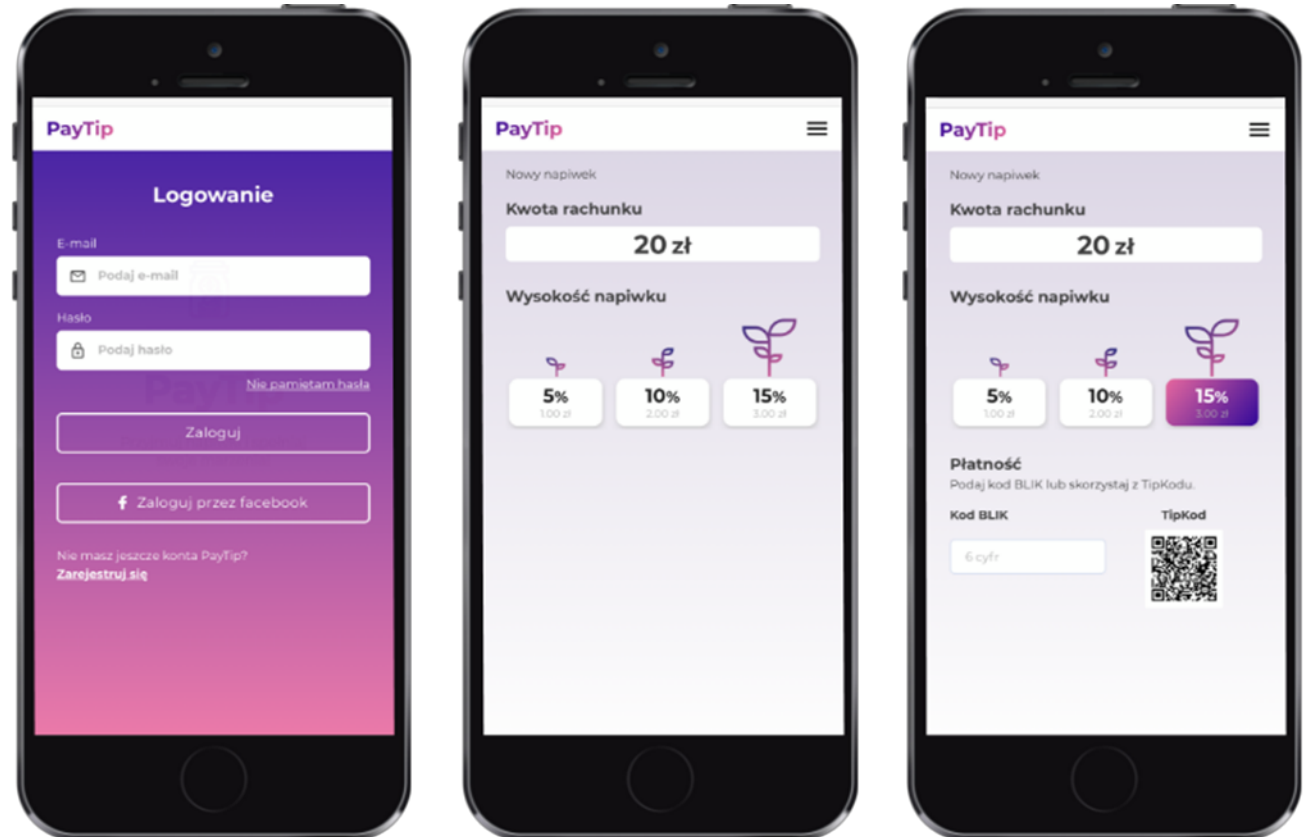 PayTip
Logowanie
E-mail
Podaj e-mail
Hasło
Podaj hasło
Nie pamiętam hasła
PayTip
Zaloguj
f Zaloguj przez facebook
Nie masz jeszcze konta PayTip?
Zarejestruj się
PayTip
Nowy napiwek
Kwota rachunku
20 zł
Wysokość napiwku
5% 10% 15%
1.00 zł 2.00 zł 3.00 zł
PayTip
Nowy napiwek
Kwota rachunku
20 zł
Wysokość napiwku
5% 10% 15%
1.00 zł 2.00 zł 3.00 zł
Płatność
Podaj kod BLIK lub skorzystaj z TipKodu.
Kod BLIK TipKod
6 cyfr